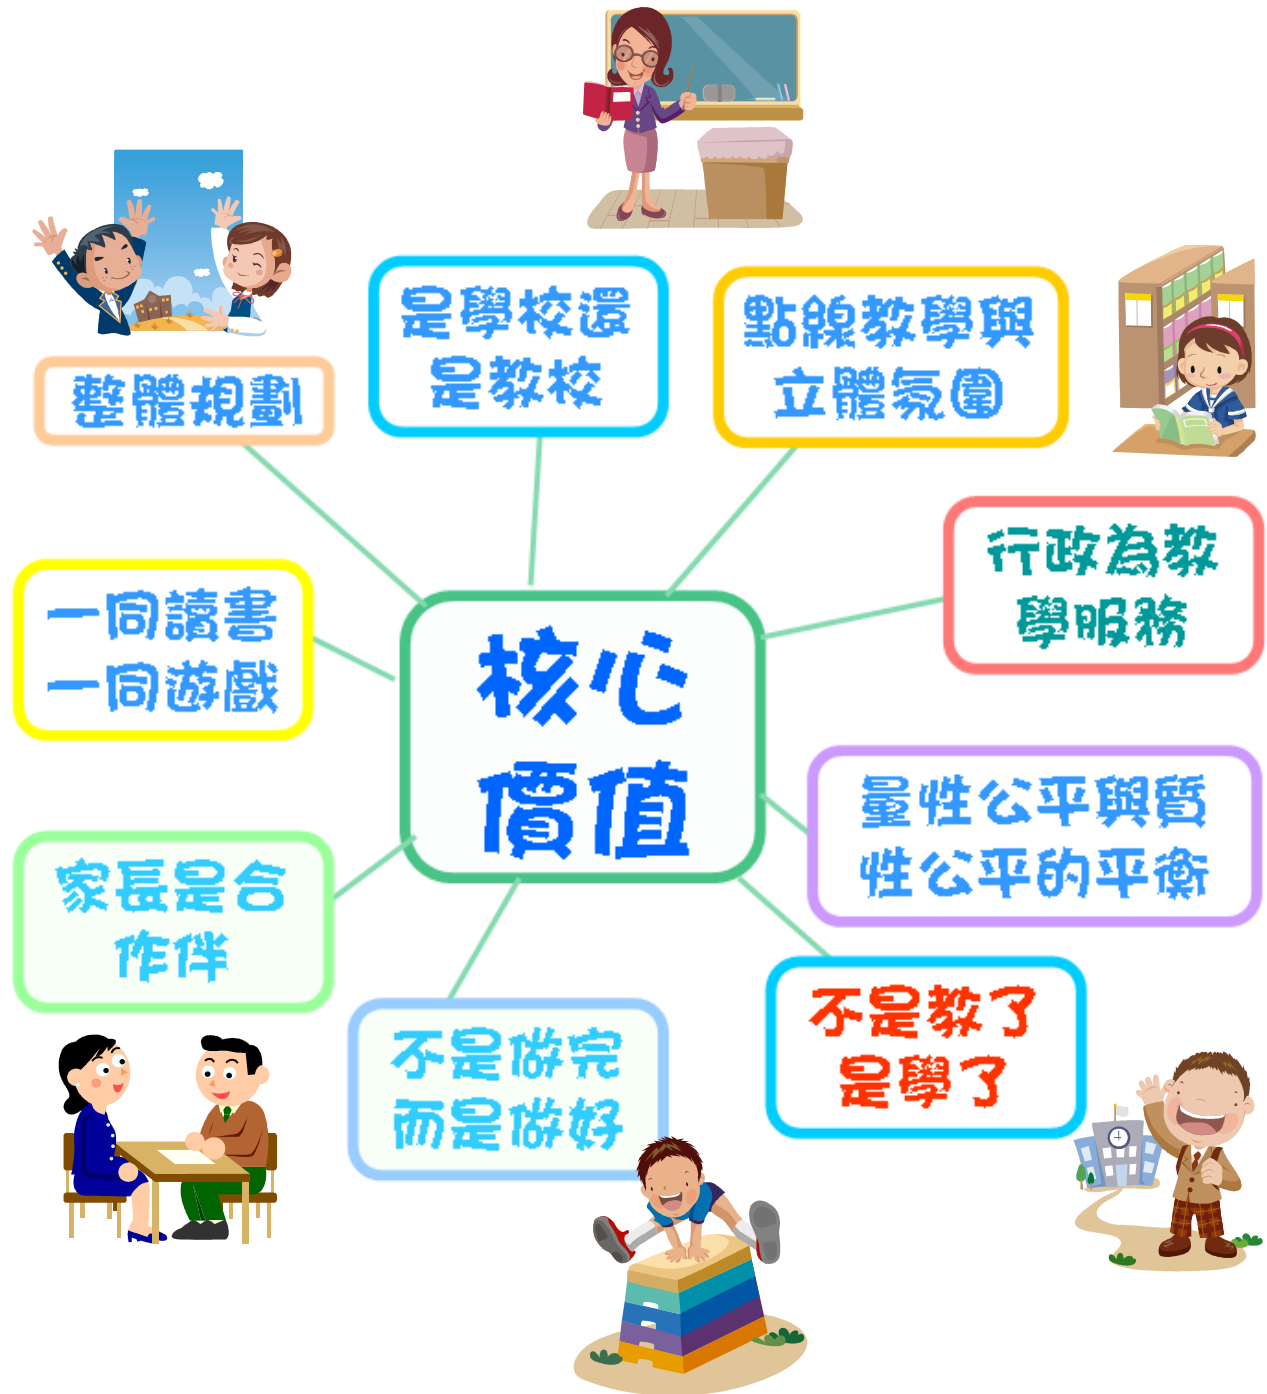 是學校還
是教校
點線教學與
立體氛圍
整體規劃
行政為教
學服務
一同讀書
一同遊戲
核心
價值
量性公平與質
性公平的平衡
家長是合
作伴
不是教了
是學了
不是做完
而是做好